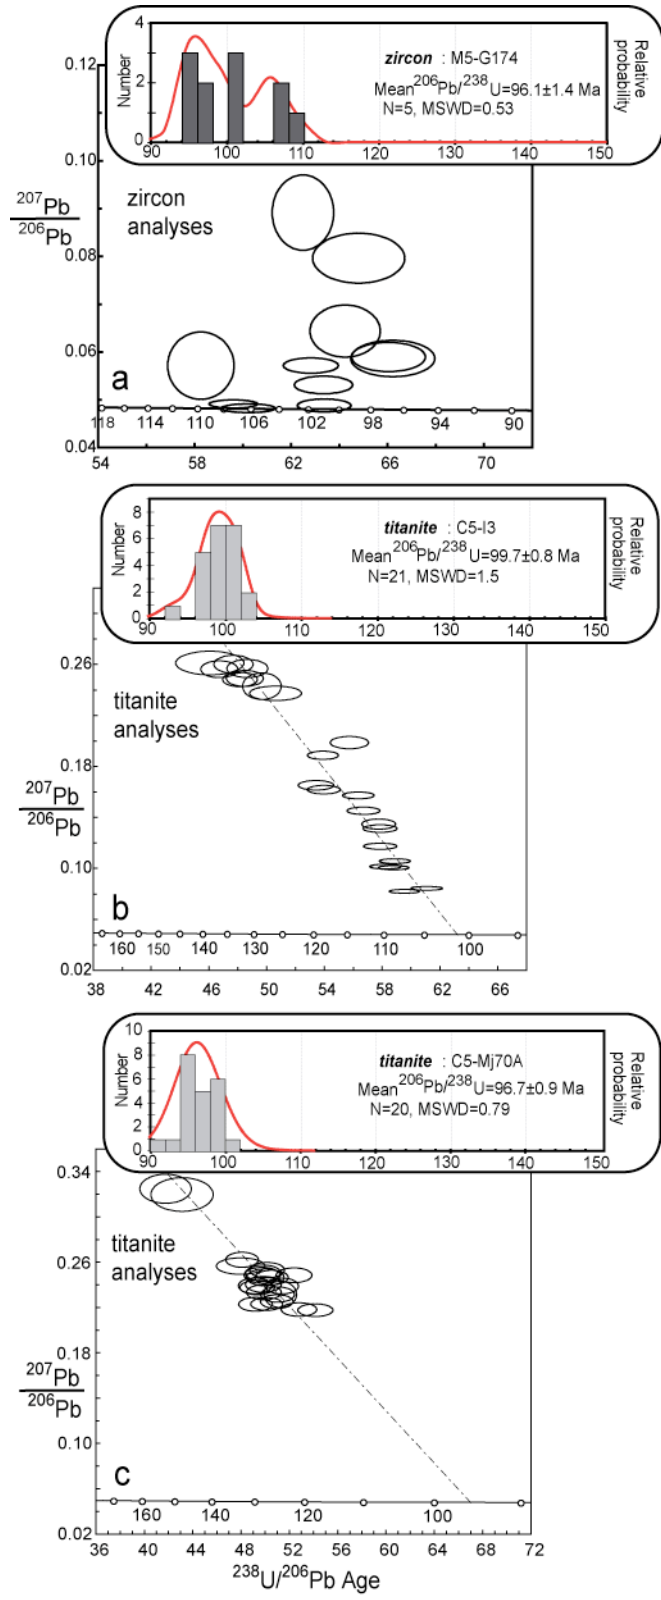 4
2
0
Number
90
100
110
120
130
140
150
zircon : M5-G174
Mean206Pb/238U=96.1±1.4 Ma
N=5, MSWD=0.53
Relative
probability
0.12
0.10
0.08
0.06
0.04
207Pb
206Pb
zircon
analyses
a
118
114
110
106
102
98
94
90
54
58
62
66
70
8
6
4
2
0
Number
90
100
110
120
130
140
150
titanite : C5-I3
Mean206Pb/238U=99.7±0.8 Ma
N=21, MSWD=1.5
Relative
probability
0.26
0.18
0.10
0.02
207Pb
206Pb
titanite
analyses
b
160
150
140
130
120
110
100
38
42
46
50
54
58
62
66
10
8
6
4
2
0
Number
90
100
110
120
130
140
150
titanite : C5-Mj70A
Mean206Pb/238U=96.7±0.9 Ma
N=20, MSWD=0.79
Relative
probability
0.34
0.26
0.18
0.10
0.02
207Pb
206Pb
titanite
analyses
c
160
140
120
100
36
40
44
48
52
56
60
64
68
72
238U/206Pb Age